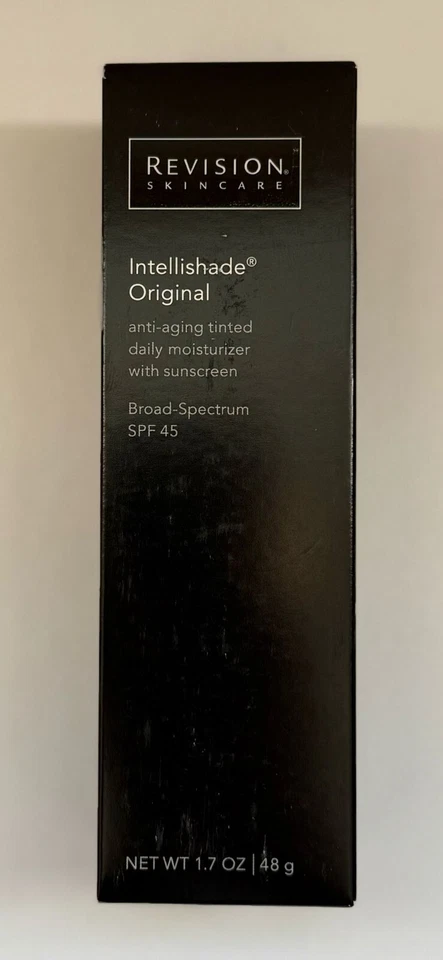 REVISION®
SKINCARE™
Intellishade®
Original
anti-aging tinted
daily moisturizer
with sunscreen
Broad-Spectrum
SPF 45
NET WT 1.7 OZ | 48 g